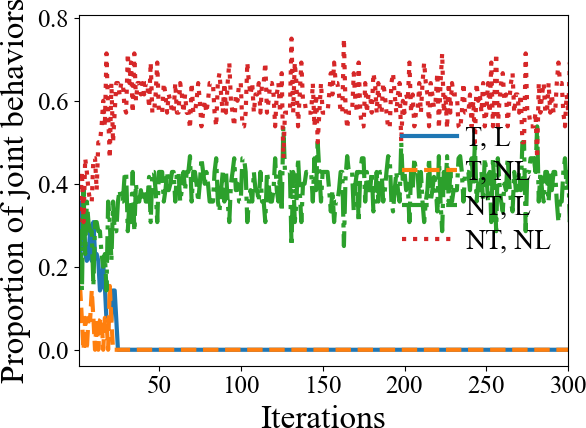 Proportion of joint behaviors
0.8
0.6
0.4
0.2
0.0
T, L
T, NL
NT, L
NT, NL
50
100
150
200
250
300
Iterations